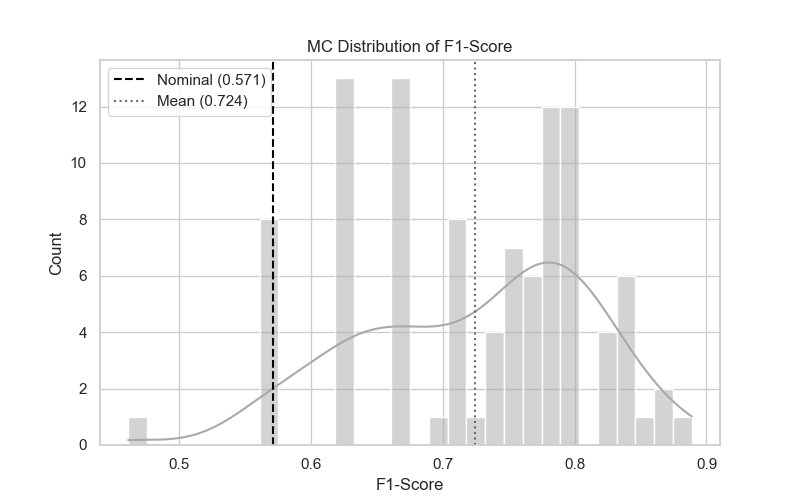 MC Distribution of F1-Score
Nominal (0.571)
Mean (0.724)
12
10
8
6
4
2
0
Count
0.5
0.6
0.7
0.8
0.9
F1-Score